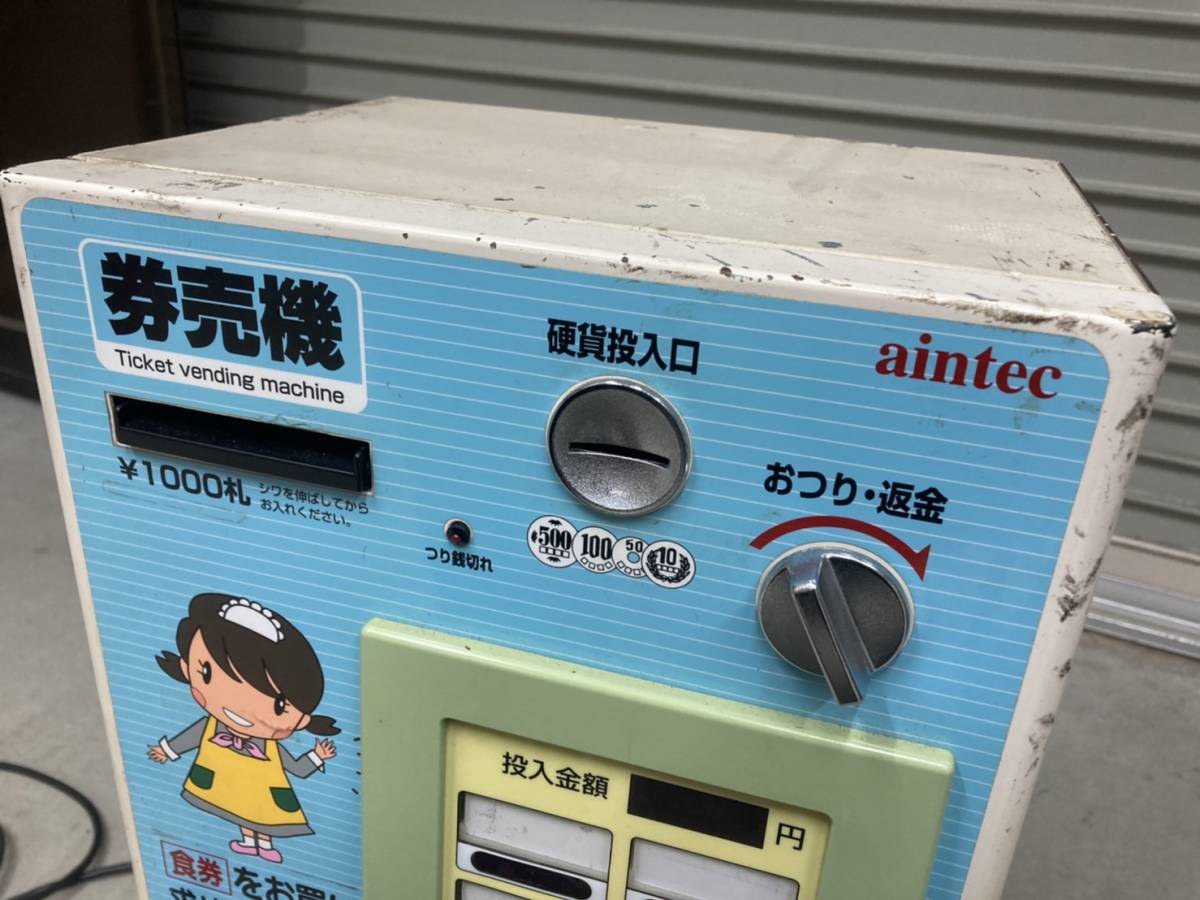 券売機
Ticket vending machine
硬貨投入口
aintec
¥1000札
シワを伸ばしてから
お入れください。
つり銭切れ
500 100 50 10
おつり・返金
投入金額
円
食券をお買い